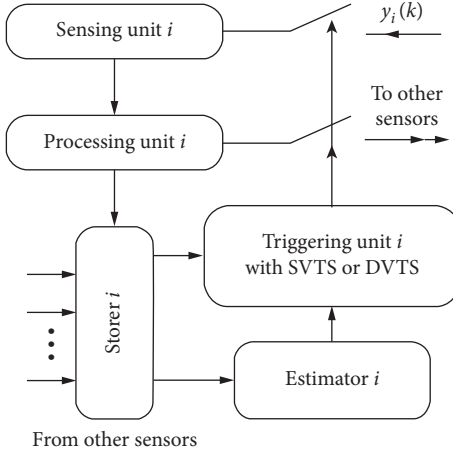 Sensing unit i
y_i(k)
To other
sensors
Processing unit i
Triggering unit i
with SVTS or DVTS
Storer i
Estimator i
From other sensors